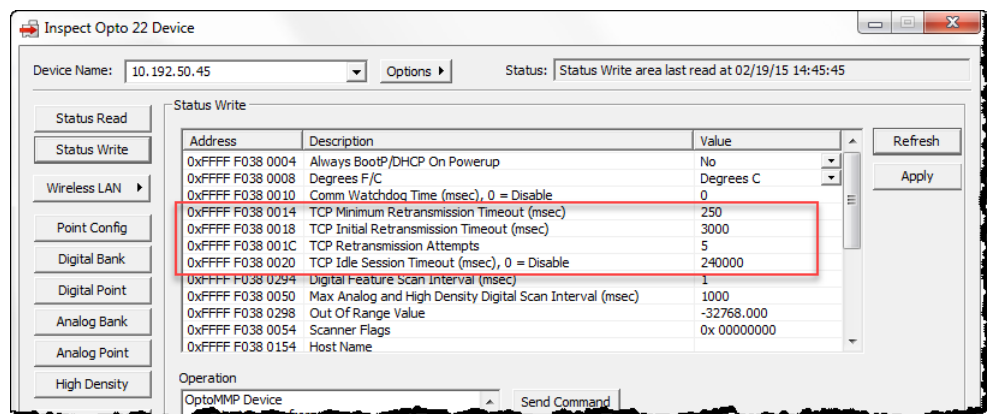 Inspect Opto 22 Device
Device Name: 10.192.50.45 Options Status: Status Write area last read at 02/19/15 14:45:45
Status Write
Status Read
Status Write
Wireless LAN
Point Config
Digital Bank
Digital Point
Analog Bank
Analog Point
High Density
Address Description Value
0xFFFF F038 0004 Always BootP/DHCP On Powerup No
0xFFFF F038 0008 Degrees F/C Degrees C
0xFFFF F038 0010 Comm Watchdog Time (msec), 0 = Disable 0
0xFFFF F038 0014 TCP Minimum Retransmission Timeout (msec) 250
0xFFFF F038 0018 TCP Initial Retransmission Timeout (msec) 3000
0xFFFF F038 001C TCP Retransmission Attempts 5
0xFFFF F038 0020 TCP Idle Session Timeout (msec), 0 = Disable 240000
0xFFFF F038 0294 Digital Feature Scan Interval (msec) 1
0xFFFF F038 0050 Max Analog and High Density Digital Scan Interval (msec) 1000
0xFFFF F038 0298 Out Of Range Value -32768.000
0xFFFF F038 0054 Scanner Flags 0x 00000000
0xFFFF F038 0154 Host Name
Refresh
Apply
Operation
OptoMMP Device Send Command